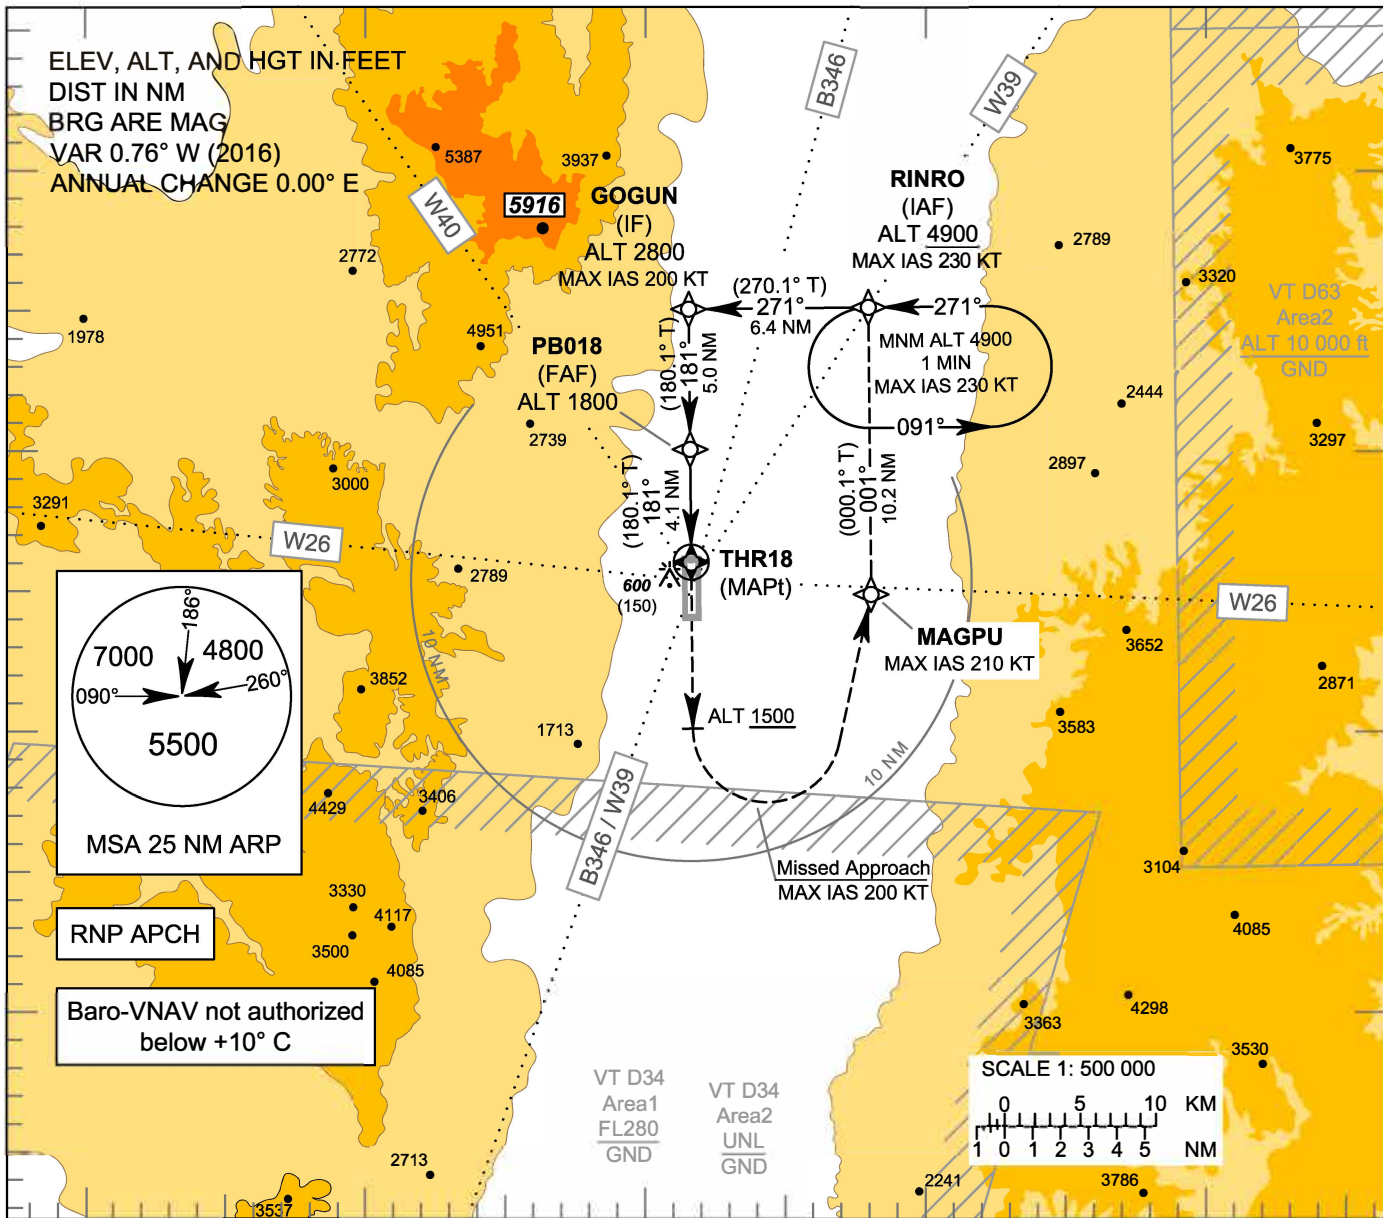 ELEV, ALT, AND HGT IN FEET
DIST IN NM
BRG ARE MAG
VAR 0.76° W (2016)
ANNUAL CHANGE 0.00° E
B346
W39
W40
5387
3937
5916
GOGUN
(IF)
ALT 2800
MAX IAS 200 KT
RINRO
(IAF)
ALT 4900
MAX IAS 230 KT
3775
2789
3320
2772
1978
4951
VT D63
Area2
ALT 10 000 ft
GND
(270.1° T)
271°
6.4 NM
271°
MNM ALT 4900
1 MIN
MAX IAS 230 KT
091°
(180.1° T)
181°
5.0 NM
PB018
(FAF)
ALT 1800
2739
2444
3297
2897
3000
3291
(180.1° T)
181°
4.1 NM
(000.1° T)
001°
10.2 NM
W26
2789
600
(150)
THR18
(MAPt)
W26
MAGPU
MAX IAS 210 KT
3652
2871
3583
7000
186°
4800
090°
260°
5500
MSA 25 NM ARP
3852
10 NM
1713
ALT 1500
10 NM
4429
3406
B346 / W39
Missed Approach
MAX IAS 200 KT
3104
4085
3330
4117
3500
4085
RNP APCH
Baro-VNAV not authorized
below +10° C
3363
4298
3530
VT D34
Area1
FL280
GND
VT D34
Area2
UNL
GND
SCALE 1: 500 000
0 5 10 KM
1 0 1 2 3 4 5 NM
2713
3537
2241
3786